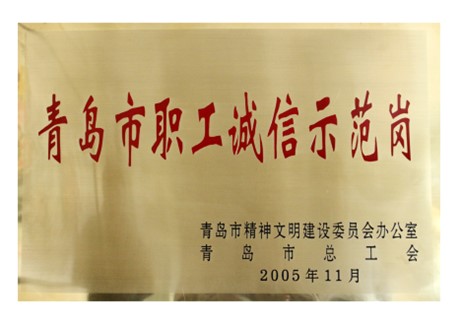 青岛市职工诚信示范岗
青岛市精神文明建设委员会办公室
青岛市总工会
2005年11月